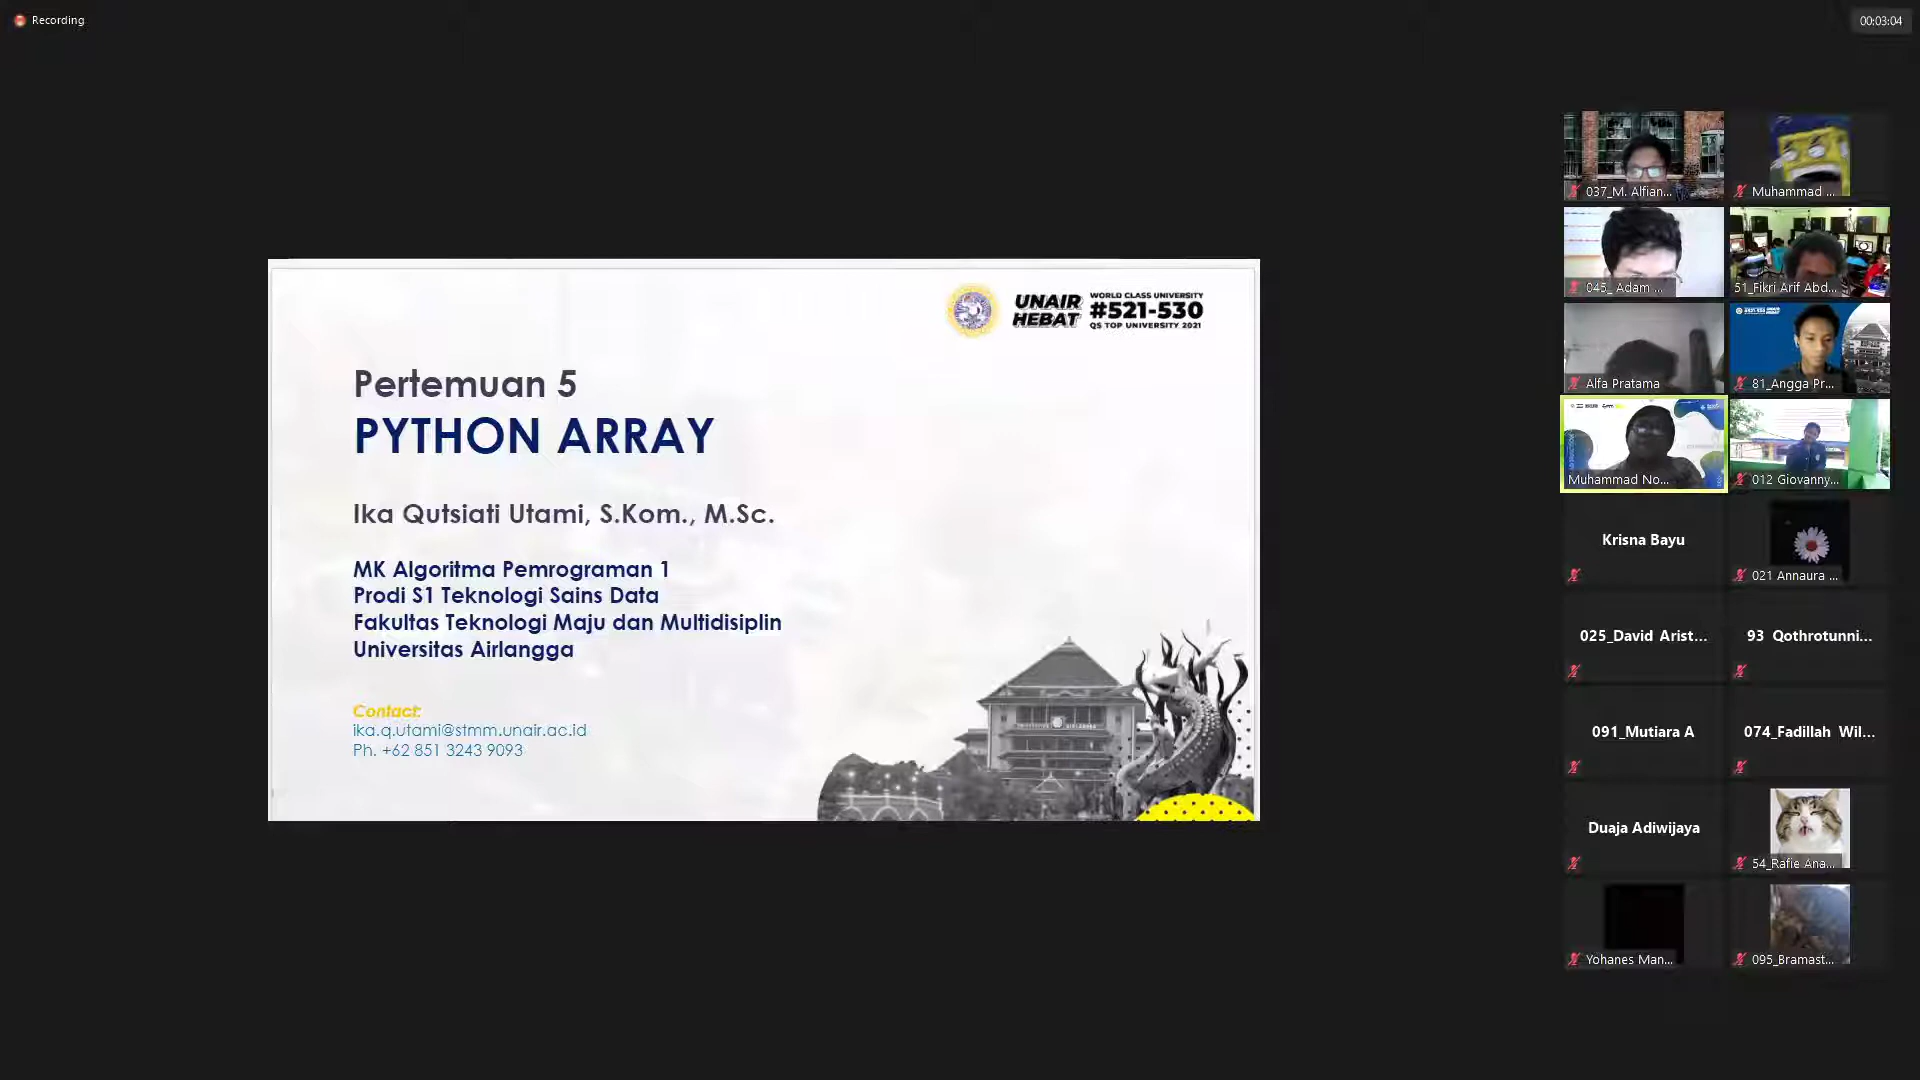 Recording
00:03:04
UNAIR HEBAT
WORLD CLASS UNIVERSITY
#521-530
QS TOP UNIVERSITY 2021
Pertemuan 5
PYTHON ARRAY
Ika Qutsiati Utami, S.Kom., M.Sc.
MK Algoritma Pemrograman 1
Prodi S1 Teknologi Sains Data
Fakultas Teknologi Maju dan Multidisiplin
Universitas Airlangga
Contact:
ika.q.utami@stmm.unair.ac.id
Ph. +62 851 3243 9093
037_M. Alfian...
Muhammad ...
045_ Adam ...
51_Fikri Arif Abd...
Alfa Pratama
81_Angga Pr...
Muhammad No...
012 Giovanny...
Krisna Bayu
021 Annaura ...
025_David Arist...
93 Qothrotunni...
091_Mutiara A
074_Fadillah Wil...
Duaja Adiwijaya
54_Rafie Ana...
Yohanes Man...
095_Bramast...